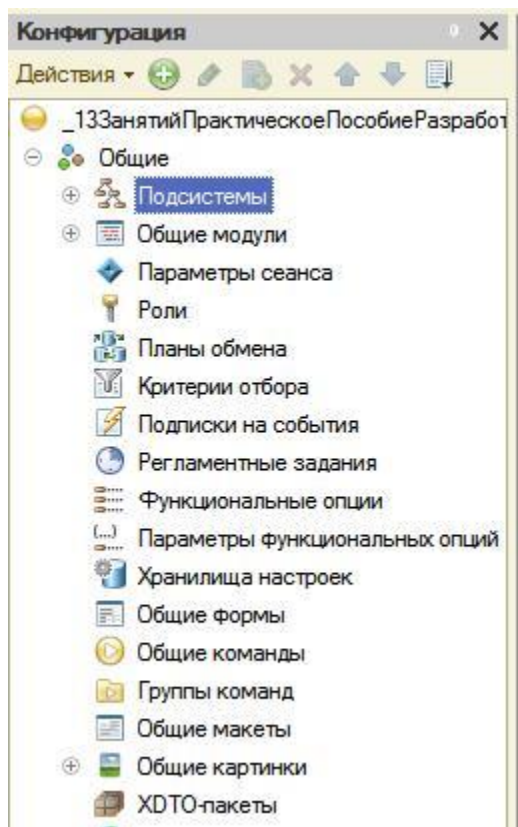 Конфигурация
Действия
_13ЗанятийПрактическоеПособиеРазработ
Общие
Подсистемы
Общие модули
Параметры сеанса
Роли
Планы обмена
Критерии отбора
Подписки на события
Регламентные задания
Функциональные опции
Параметры функциональных опций
Хранилища настроек
Общие формы
Общие команды
Группы команд
Общие макеты
Общие картинки
XDTO-пакеты